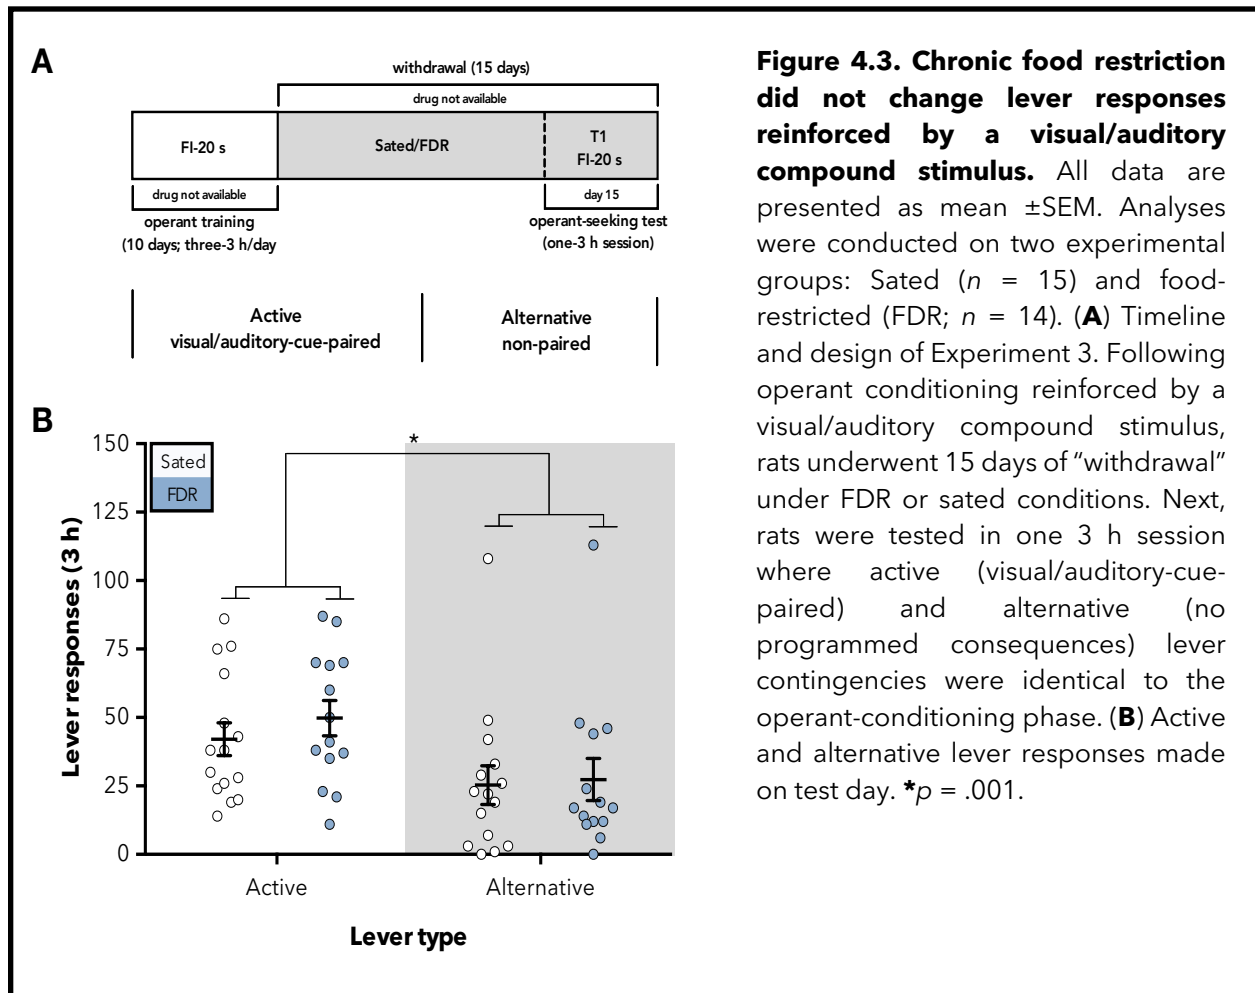 A
withdrawal (15 days)
drug not available
FI-20 s
Sated/FDR
T1
FI-20 s
drug not available
day 15
operant training
(10 days; three-3 h/day
operant-seeking test
(one-3 h session)
Active
visual/auditory-cue-paired
Alternative
non-paired
B
150
125
100
75
50
25
0
Lever responses (3 h)
Sated
FDR
*
Active
Alternative
Lever type
Figure 4.3. Chronic food restriction
did not change lever responses
reinforced by a visual/auditory
compound stimulus. All data are
presented as mean ±SEM. Analyses
were conducted on two experimental
groups: Sated (n = 15) and food-
restricted (FDR; n = 14). (A) Timeline
and design of Experiment 3. Following
operant conditioning reinforced by a
visual/auditory compound stimulus,
rats underwent 15 days of “withdrawal”
under FDR or sated conditions. Next,
rats were tested in one 3 h session
where active (visual/auditory-cue-
paired) and alternative (no
programmed consequences) lever
contingencies were identical to the
operant-conditioning phase. (B) Active
and alternative lever responses made
on test day. *p = .001.